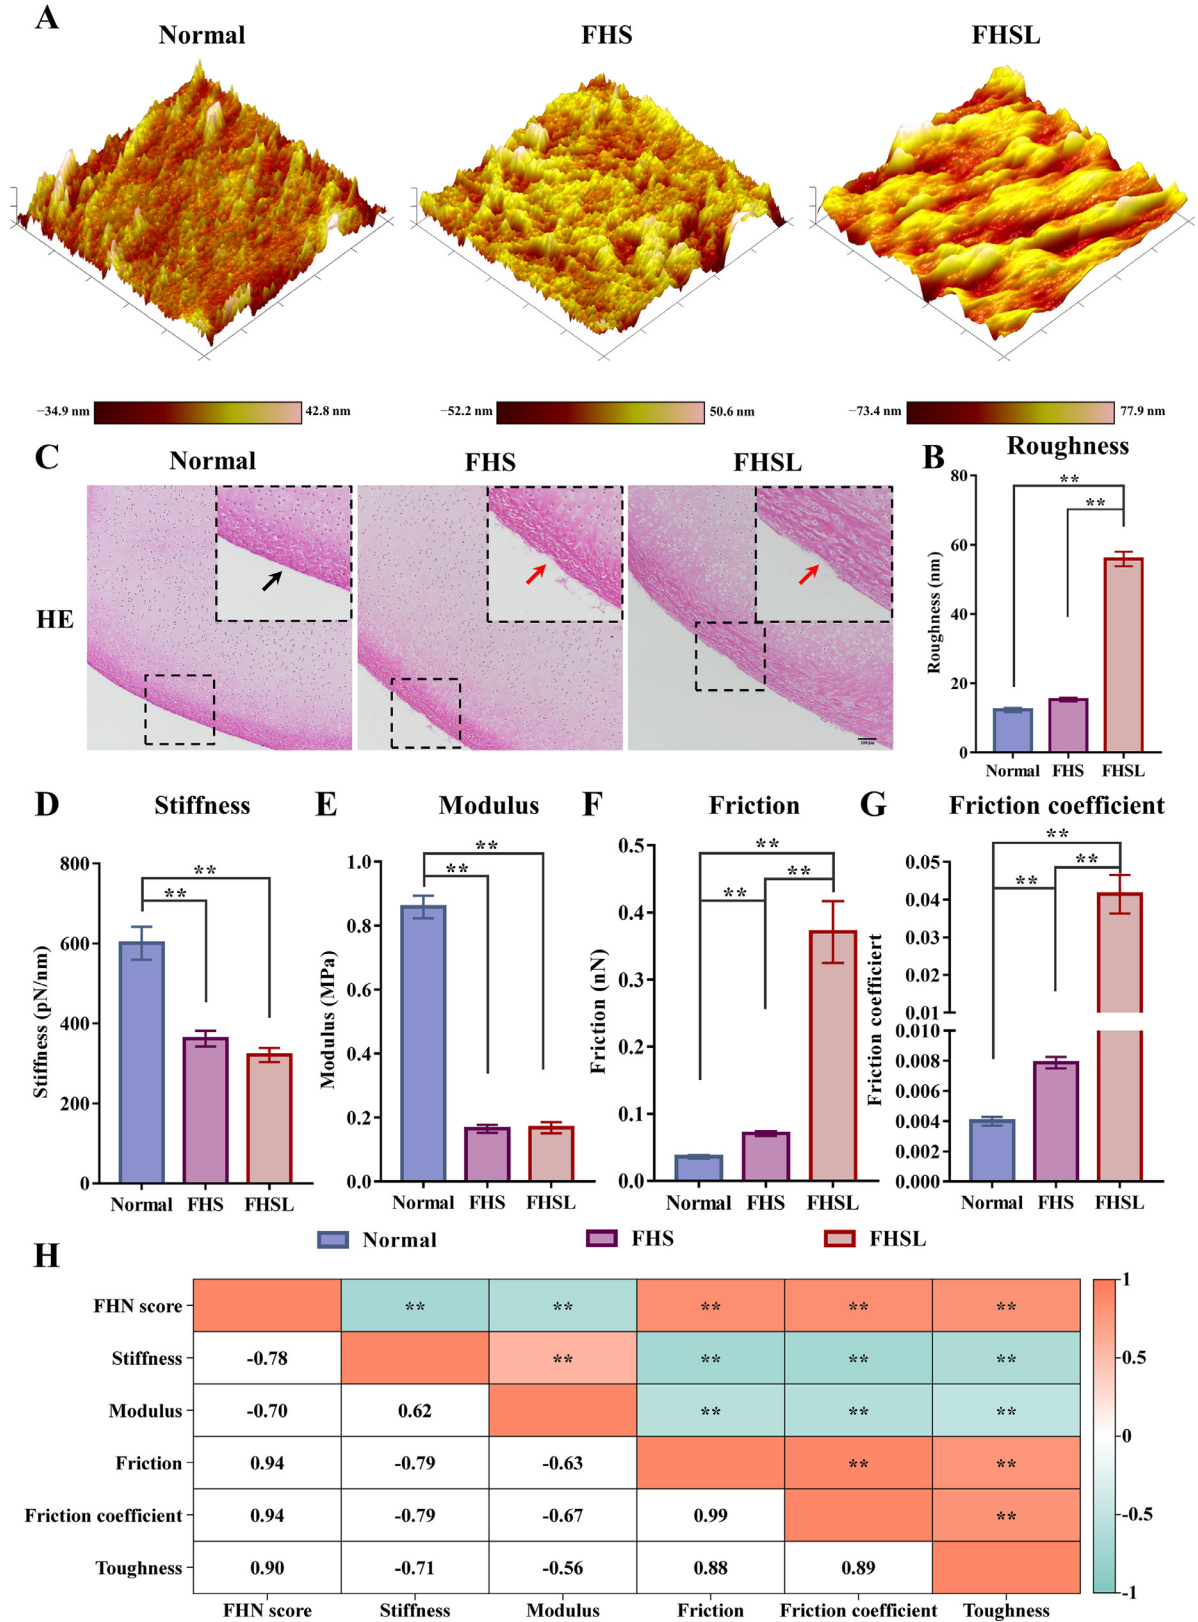 A
Normal
FHS
FHSL
−34.9 nm
42.8 nm
−52.2 nm
50.6 nm
−73.4 nm
77.9 nm
C
Normal
FHS
FHSL
HE
B
Roughness
**
**
Roughness (nm)
80
60
40
20
0
Normal
FHS
FHSL
D
Stiffness
**
**
Stiffness (pN/nm)
800
600
400
200
0
Normal
FHS
FHSL
E
Modulus
**
**
Modulus (MPa)
1.0
0.8
0.6
0.4
0.2
0.0
Normal
FHS
FHSL
F
Friction
**
**
**
Friction (nN)
0.5
0.4
0.3
0.2
0.1
0.0
Normal
FHS
FHSL
G
Friction coefficient
**
**
**
Friction coefficiert
0.05
0.04
0.03
0.02
0.01
0.010
0.008
0.006
0.004
0.002
0.000
Normal
FHS
FHSL
Normal
FHS
FHSL
H
FHN score ** ** ** ** **
Stiffness -0.78 ** ** ** **
Modulus -0.70 0.62 ** ** **
Friction 0.94 -0.79 -0.63 ** **
Friction coefficient 0.94 -0.79 -0.67 0.99 **
Toughness 0.90 -0.71 -0.56 0.88 0.89
FHN score Stiffness Modulus Friction Friction coefficient Toughness
1
0.5
0
-0.5
-1